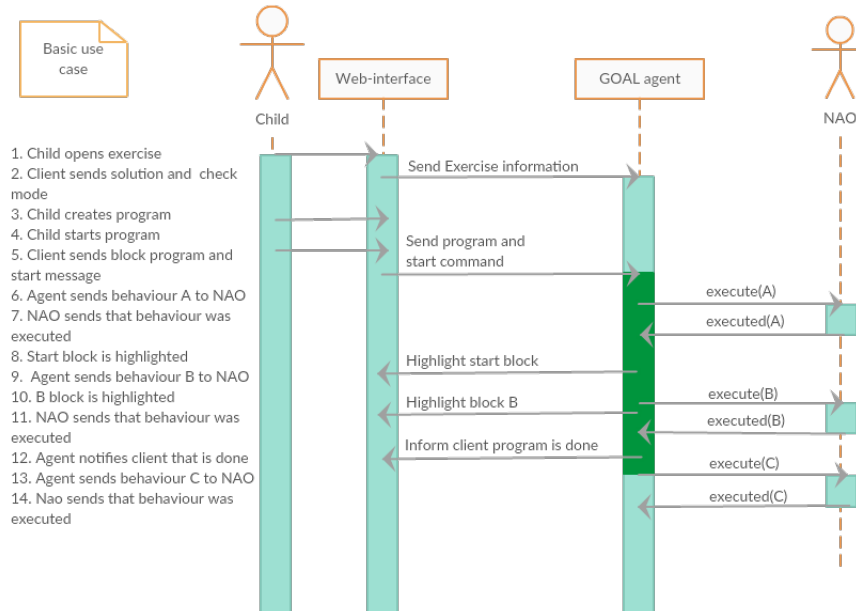 Basic use
case
Child
Web-interface
GOAL agent
NAO
1. Child opens exercise
2. Client sends solution and check
mode
3. Child creates program
4. Child starts program
5. Client sends block program and
start message
6. Agent sends behaviour A to NAO
7. NAO sends that behaviour was
executed
8. Start block is highlighted
9. Agent sends behaviour B to NAO
10. B block is highlighted
11. NAO sends that behaviour was
executed
12. Agent notifies client that is done
13. Agent sends behaviour C to NAO
14. Nao sends that behaviour was
executed
Send Exercise information
Send program and
start command
execute(A)
executed(A)
Highlight start block
execute(B)
Highlight block B
executed(B)
Inform client program is done
execute(C)
executed(C)